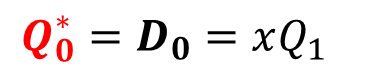 Q₀* = D₀ = xQ₁